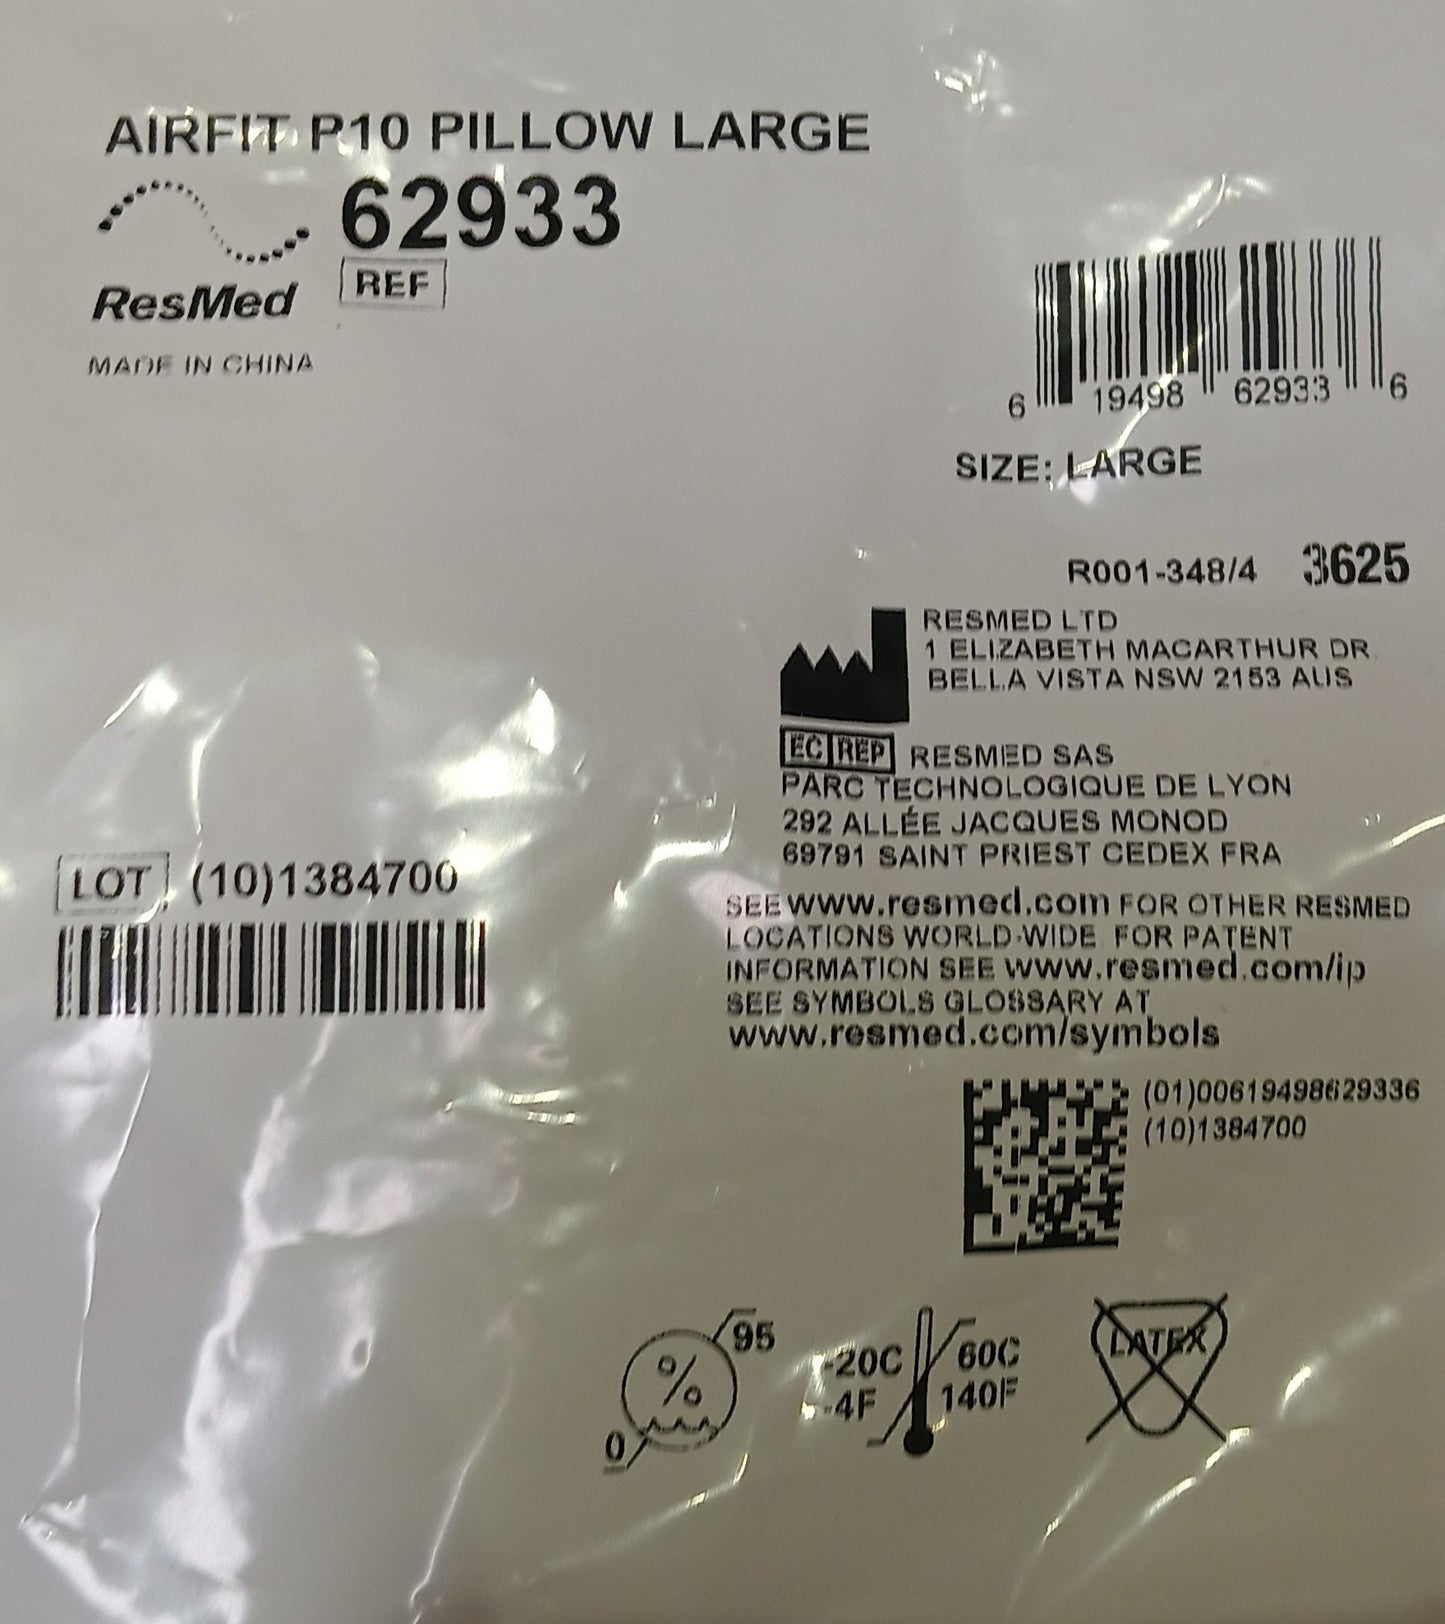 AIRFIT P10 PILLOW LARGE
62933
REF
ResMed
MADE IN CHINA
6 19498 62933 6
SIZE: LARGE
R001-348/4 3625
RESMED LTD
1 ELIZABETH MACARTHUR DR
BELLA VISTA NSW 2153 AUS
EC REP RESMED SAS
PARC TECHNOLOGIQUE DE LYON
292 ALLÉE JACQUES MONOD
69791 SAINT PRIEST CEDEX FRA
LOT (10)1384700
SEE www.resmed.com FOR OTHER RESMED
LOCATIONS WORLD-WIDE. FOR PATENT
INFORMATION SEE www.resmed.com/ip
SEE SYMBOLS GLOSSARY AT
www.resmed.com/symbols
(01)00619498629336
(10)1384700
95
%
0
-20C
-4F
60C
140F
LATEX